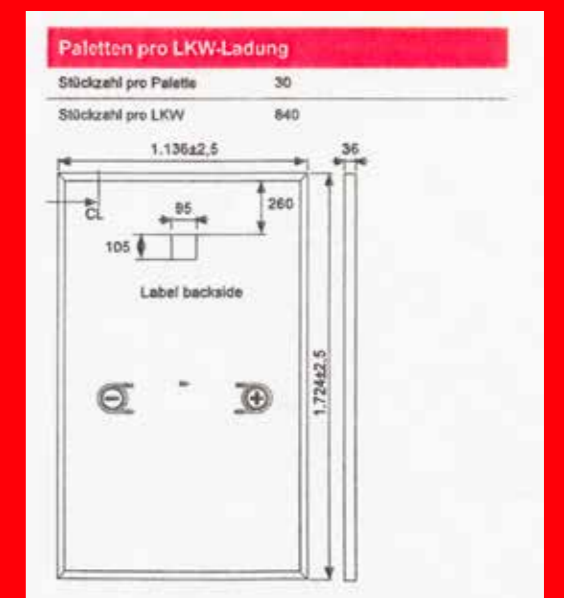 Paletten pro LKW-Ladung
Stückzahl pro Palette 30
Stückzahl pro LKW 840
1.136±2,5 36
CL 85 260
105
Label backside
1.724±2,5
− +